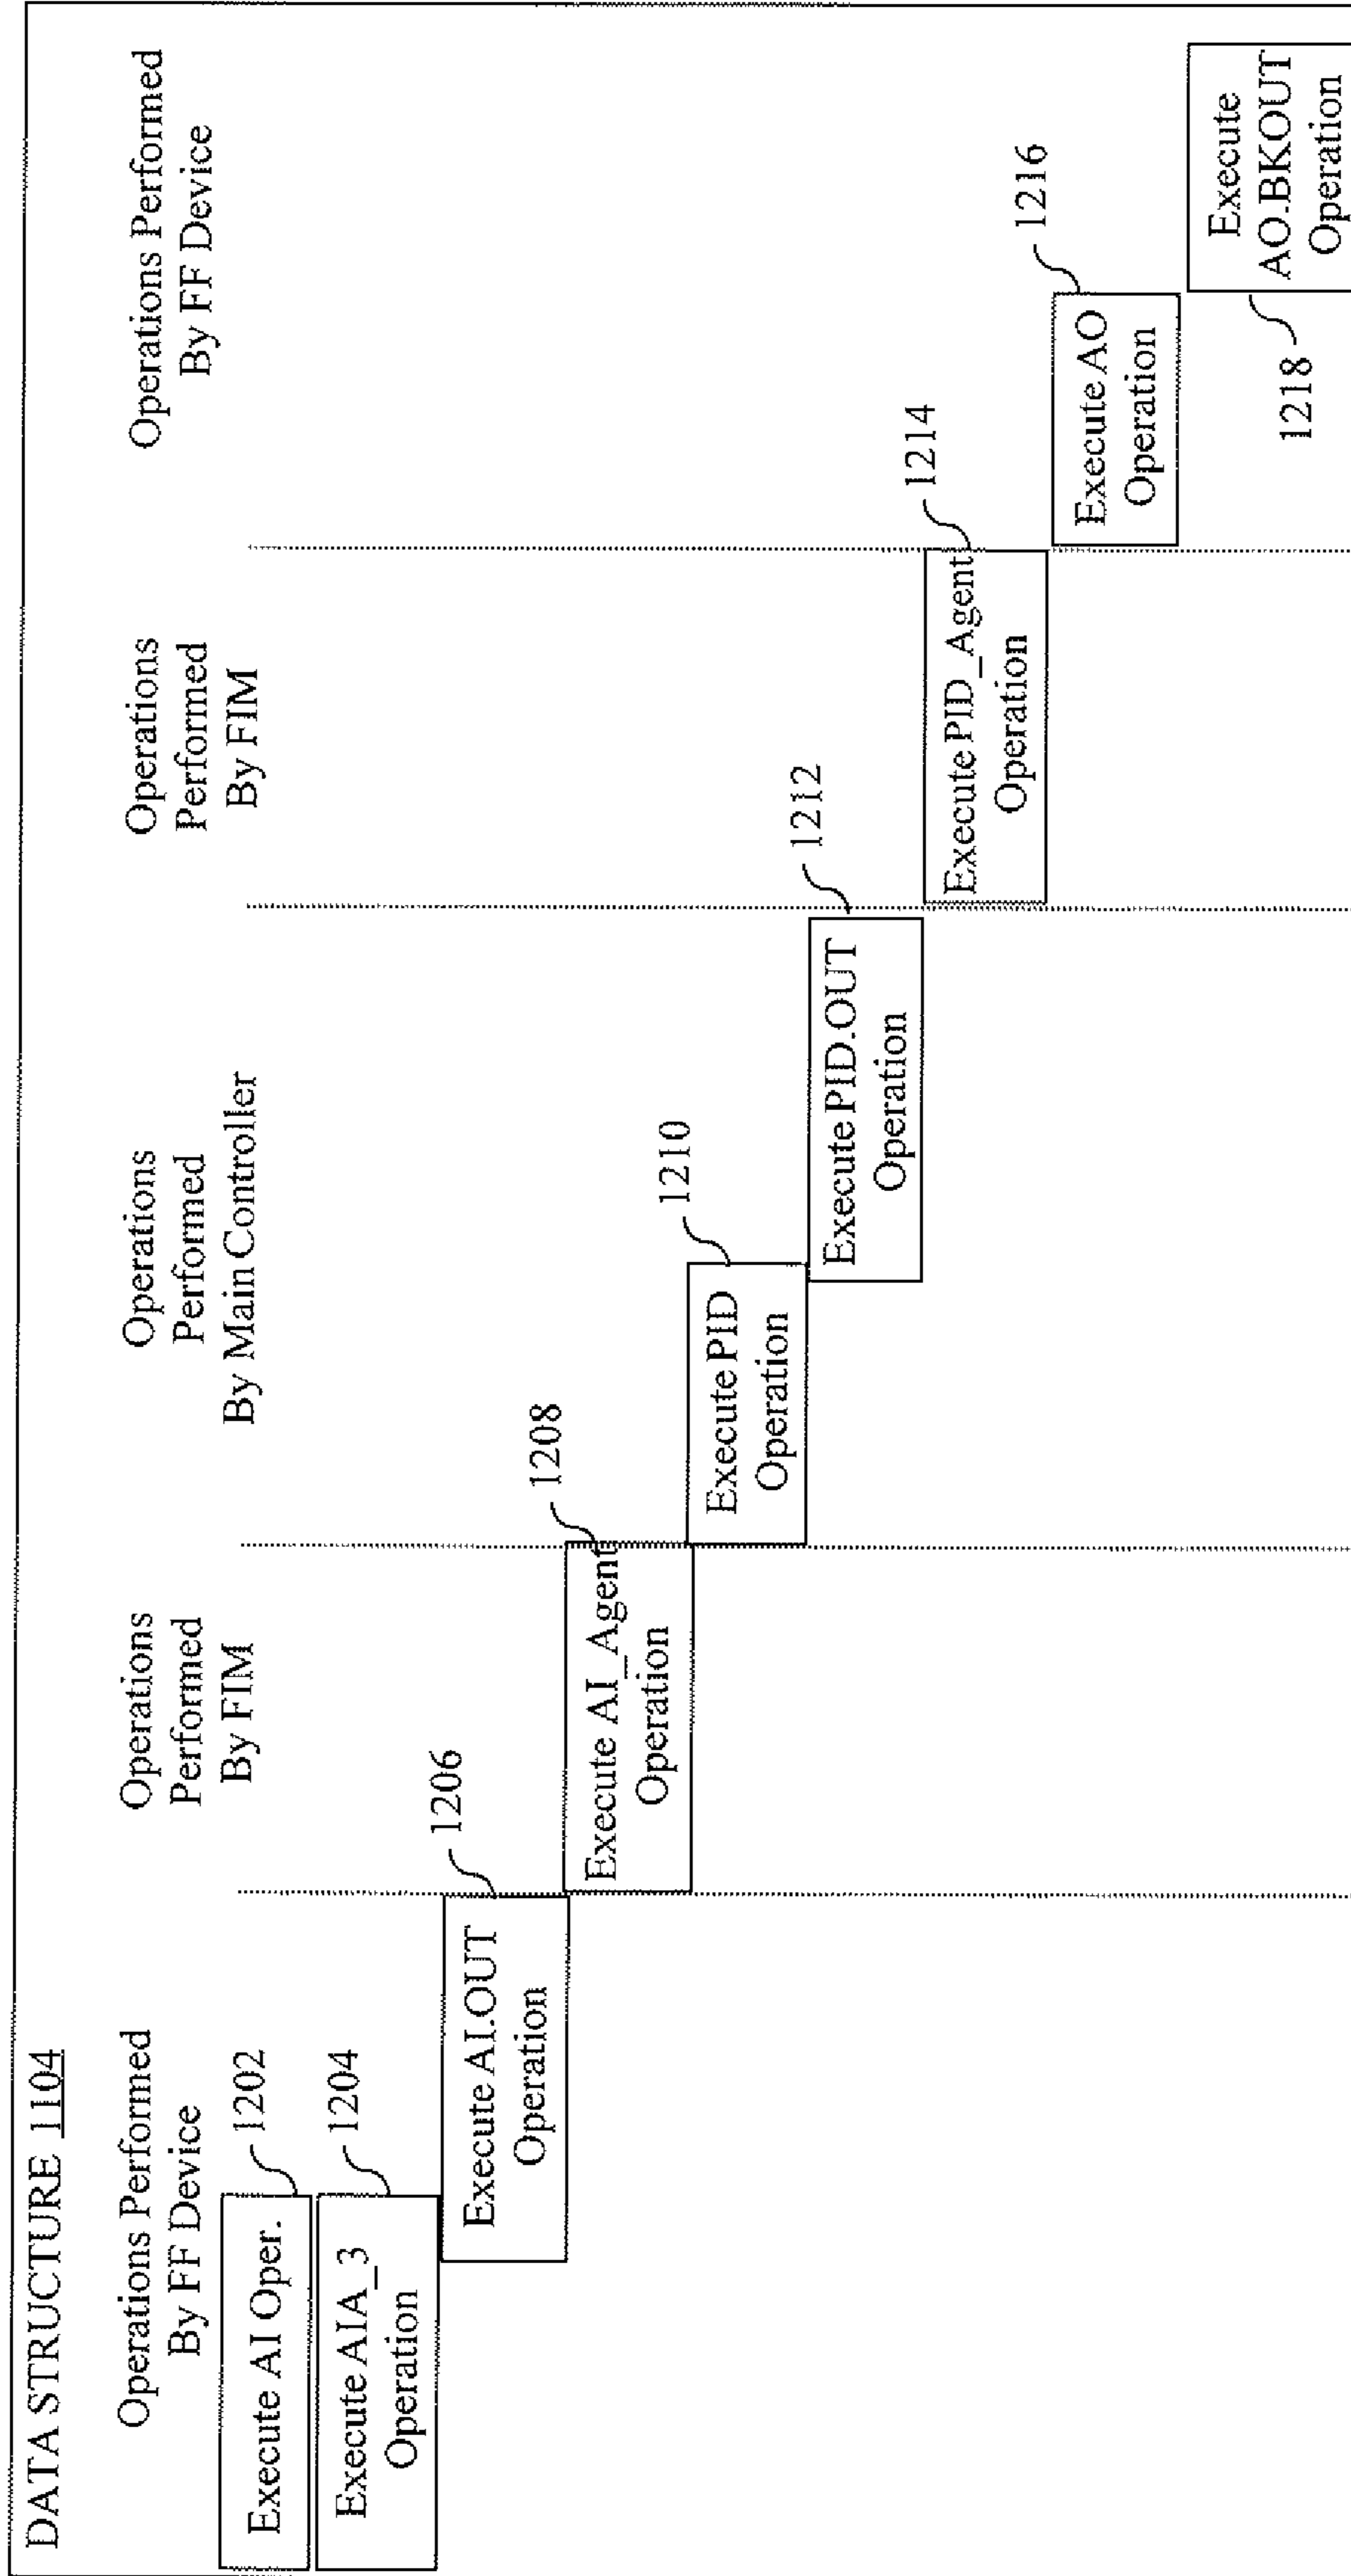 DATA STRUCTURE 1104
Operations Performed
By FF Device
Operations
Performed
By FIM
Operations
Performed
By Main Controller
Operations
Performed
By FIM
Operations Performed
By FF Device
Execute AI Oper.
1202
Execute AIA_3
Operation
1204
Execute AI.OUT
Operation
1206
Execute AI_Agent
Operation
1208
Execute PID
Operation
1210
Execute PID.OUT
Operation
1212
Execute PID_Agent
Operation
1214
Execute AO
Operation
1216
Execute
AO.BKOUT
Operation
1218